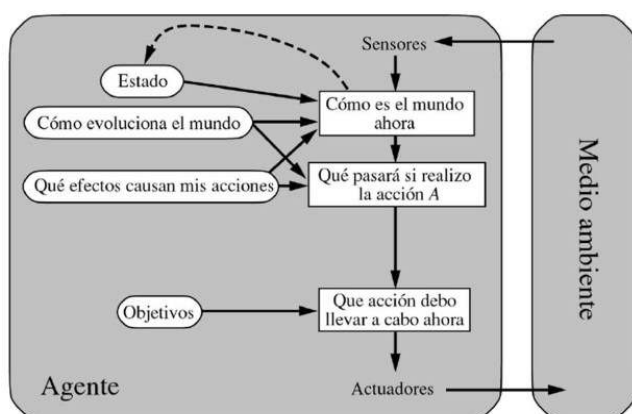 Sensores
Estado
Cómo es el mundo
ahora
Cómo evoluciona el mundo
Qué efectos causan mis acciones
Qué pasará si realizo
la acción A
Objetivos
Que acción debo
llevar a cabo ahora
Agente
Actuadores
Medio ambiente